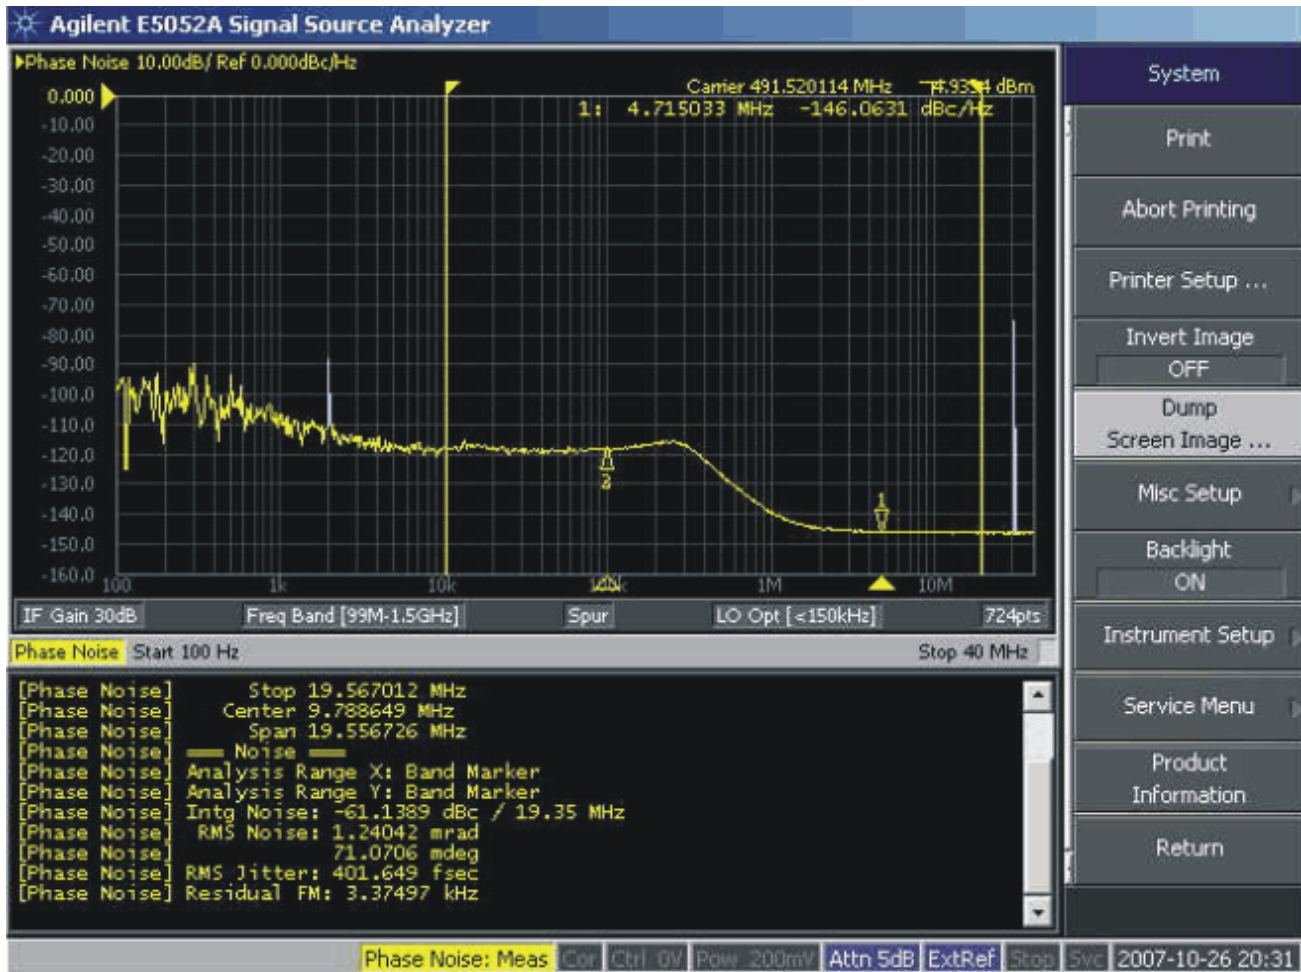 Agilent E5052A Signal Source Analyzer
Phase Noise 10.00dB/ Ref 0.000dBc/Hz
Carrier 491.520114 MHz
dBm
1: 4.715033 MHz -146.0631 dBc/Hz
0.000
-10.00
-20.00
-30.00
-40.00
-50.00
-60.00
-70.00
-80.00
-90.00
-100.0
-110.0
-120.0
-130.0
-140.0
-150.0
-160.0
1
100 1k 10k 100k 1M 10M
IF Gain 30dB Freq Band [99M-1.5GHz] Spur LO Opt [<150kHz] 724pts
Phase Noise Start 100 Hz Stop 40 MHz
[Phase Noise] Stop 19.567012 MHz
[Phase Noise] Center 9.788649 MHz
[Phase Noise] Span 19.556726 MHz
[Phase Noise] === Noise ===
[Phase Noise] Analysis Range X: Band Marker
[Phase Noise] Analysis Range Y: Band Marker
[Phase Noise] Intg Noise: -61.1389 dBc / 19.35 MHz
[Phase Noise] RMS Noise: 1.24042 mrad
[Phase Noise] 71.0706 mdeg
[Phase Noise] RMS Jitter: 401.649 fsec
[Phase Noise] Residual FM: 3.37497 kHz
System
Print
Abort Printing
Printer Setup ...
Invert Image
OFF
Dump
Screen Image ...
Misc Setup
Backlight
ON
Instrument Setup
Service Menu
Product
Information
Return
Phase Noise: Meas Cor Ctrl 0V Pow 200mV Attn 5dB ExtRef Stop Svc 2007-10-26 20:31